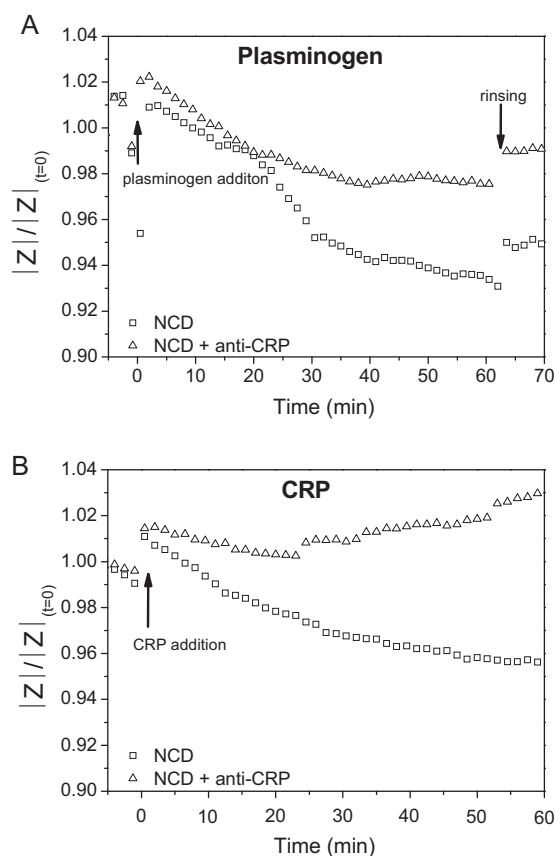 A
Plasminogen
1.04
1.02
1.00
0.98
0.96
0.94
0.92
0.90
|Z|/|Z|(t=0)
rinsing
plasminogen additon
NCD
NCD + anti-CRP
0 10 20 30 40 50 60 70
Time (min)
B
CRP
1.04
1.02
1.00
0.98
0.96
0.94
0.92
0.90
|Z|/|Z|(t=0)
CRP addition
NCD
NCD + anti-CRP
0 10 20 30 40 50 60
Time (min)